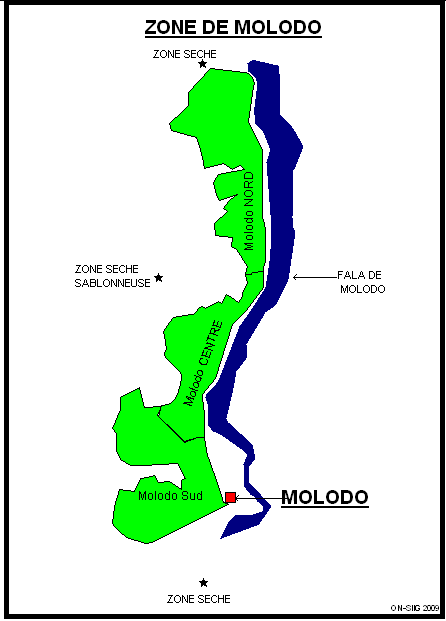 ZONE DE MOLODO
ZONE SECHE
Molodo NORD
ZONE SECHE
SABLONNEUSE
FALA DE
MOLODO
Molodo CENTRE
Molodo Sud
MOLODO
ZONE SECHE
ON-SIIG 2009